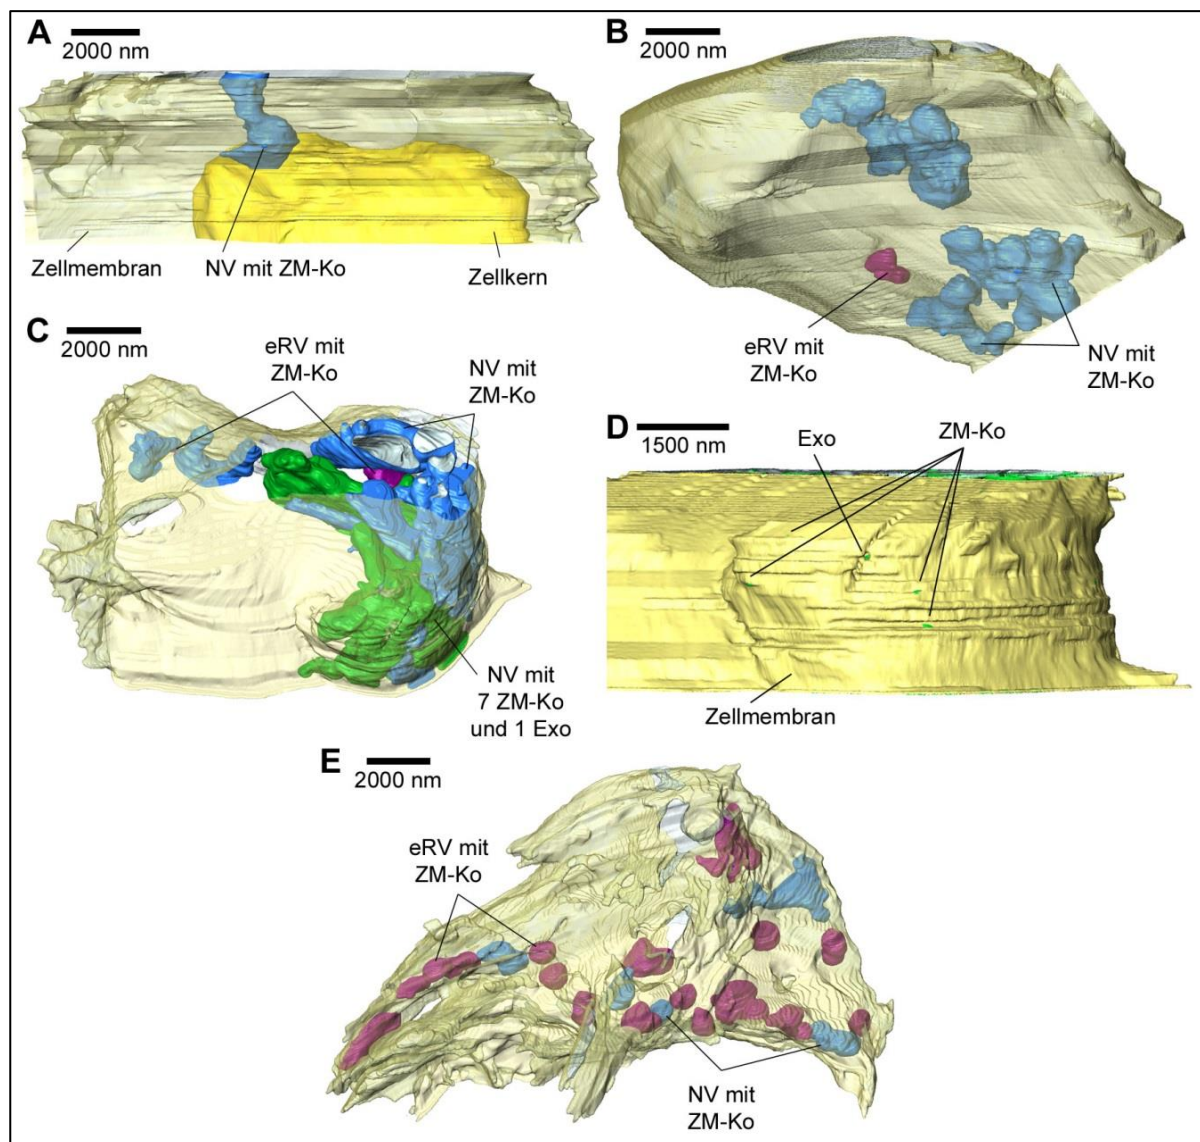 A
2000 nm
Zellmembran
NV mit ZM-Ko
Zellkern
B
2000 nm
eRV mit
ZM-Ko
NV mit
ZM-Ko
C
2000 nm
eRV mit
ZM-Ko
NV mit
ZM-Ko
NV mit
7 ZM-Ko
und 1 Exo
D
1500 nm
Exo
ZM-Ko
Zellmembran
E
2000 nm
eRV mit
ZM-Ko
NV mit
ZM-Ko